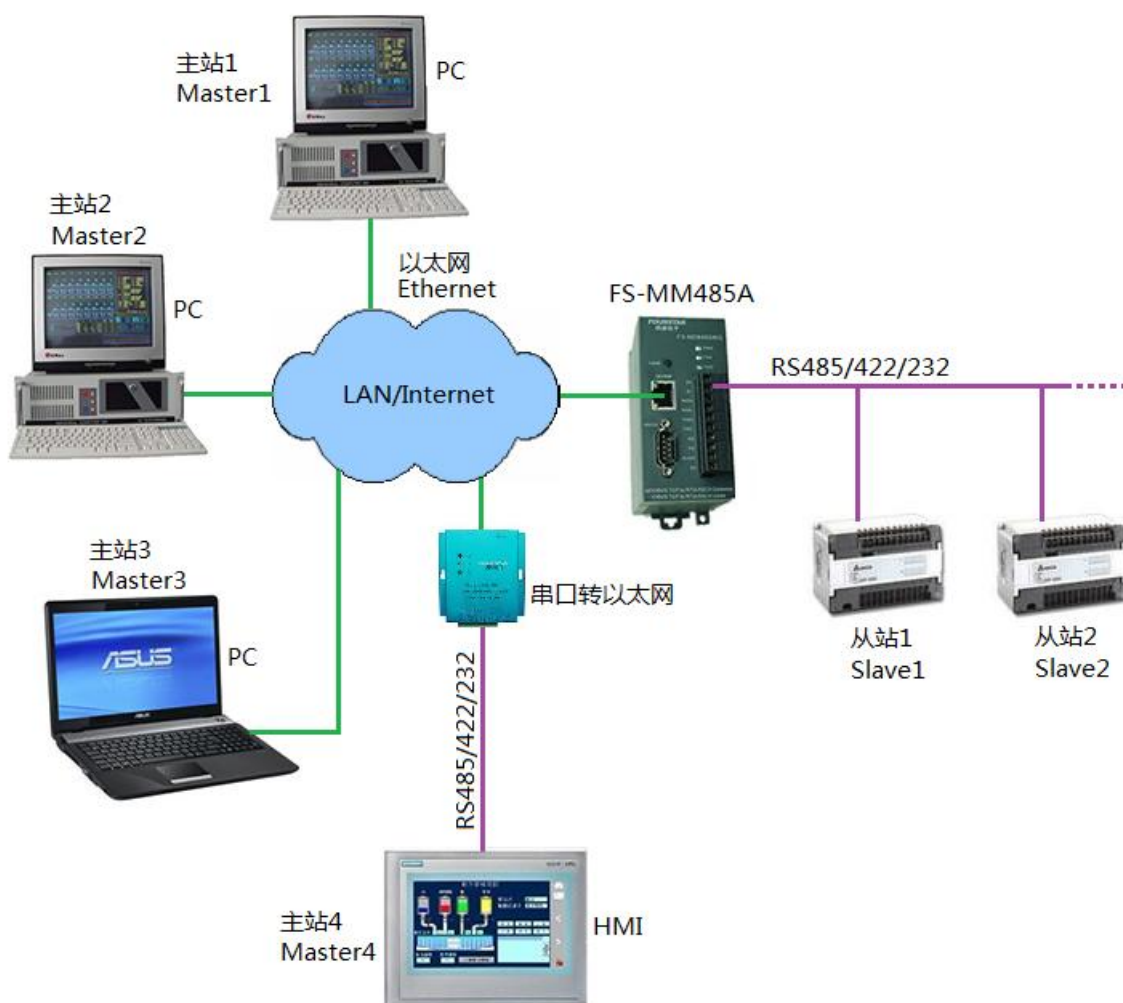 主站1
Master1
PC
主站2
Master2
PC
以太网
Ethernet
FS-MM485A
RS485/422/232
LAN/Internet
主站3
Master3
PC
ASUS
串口转以太网
从站1
Slave1
从站2
Slave2
RS485/422/232
主站4
Master4
HMI